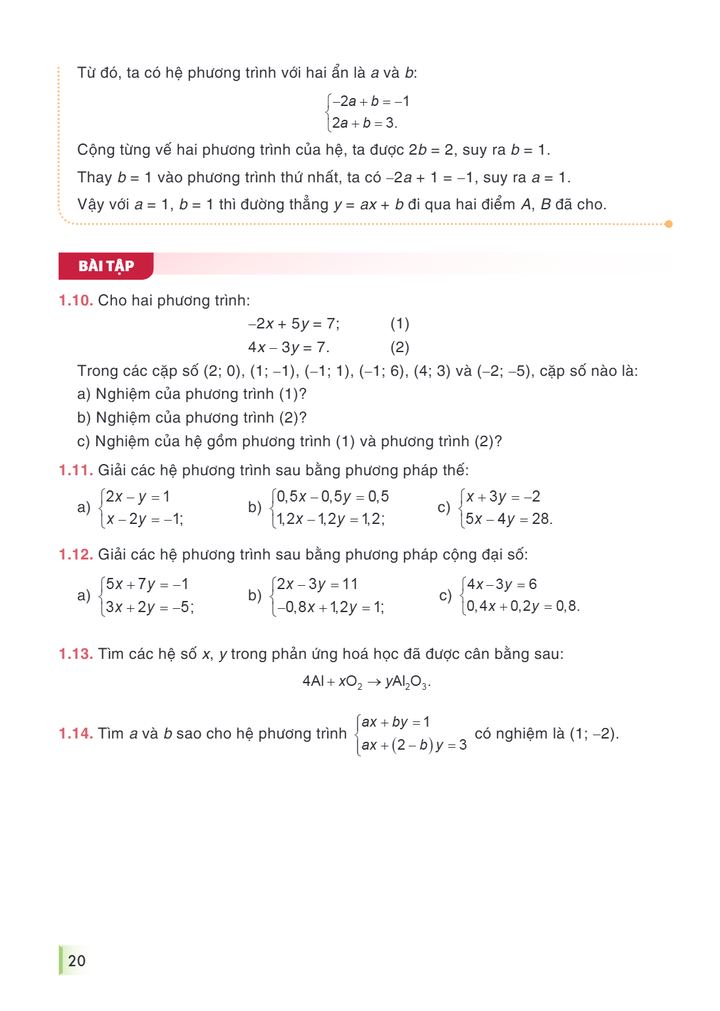 Từ đó, ta có hệ phương trình với hai ẩn là a và b:
{−2a + b = −1
{2a + b = 3.
Cộng từng vế hai phương trình của hệ, ta được 2b = 2, suy ra b = 1.
Thay b = 1 vào phương trình thứ nhất, ta có −2a + 1 = −1, suy ra a = 1.
Vậy với a = 1, b = 1 thì đường thẳng y = ax + b đi qua hai điểm A, B đã cho.
BÀI TẬP
1.10. Cho hai phương trình:
−2x + 5y = 7; (1)
4x − 3y = 7. (2)
Trong các cặp số (2; 0), (1; −1), (−1; 1), (−1; 6), (4; 3) và (−2; −5), cặp số nào là:
a) Nghiệm của phương trình (1)?
b) Nghiệm của phương trình (2)?
c) Nghiệm của hệ gồm phương trình (1) và phương trình (2)?
1.11. Giải các hệ phương trình sau bằng phương pháp thế:
a) {2x − y = 1
{x − 2y = −1;
b) {0,5x − 0,5y = 0,5
{1,2x − 1,2y = 1,2;
c) {x + 3y = −2
{5x − 4y = 28.
1.12. Giải các hệ phương trình sau bằng phương pháp cộng đại số:
a) {5x + 7y = −1
{3x + 2y = −5;
b) {2x − 3y = 11
{−0,8x + 1,2y = 1;
c) {4x − 3y = 6
{0,4x + 0,2y = 0,8.
1.13. Tìm các hệ số x, y trong phản ứng hoá học đã được cân bằng sau:
4Al + xO₂ → yAl₂O₃.
1.14. Tìm a và b sao cho hệ phương trình {ax + by = 1
{ax + (2 − b)y = 3 có nghiệm là (1; −2).
20